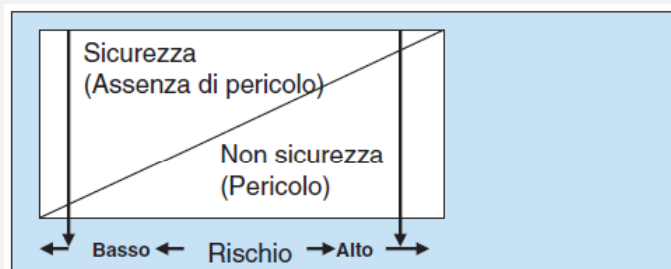 Sicurezza
(Assenza di pericolo)
Non sicurezza
(Pericolo)
Basso Rischio Alto